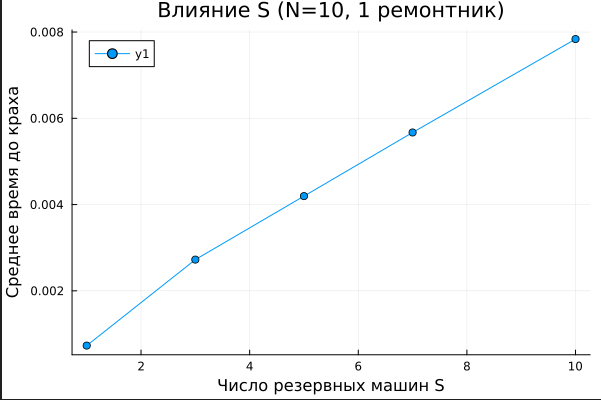 Влияние S (N=10, 1 ремонтник)
y1
Среднее время до краха
0.008
0.006
0.004
0.002
2 4 6 8 10
Число резервных машин S